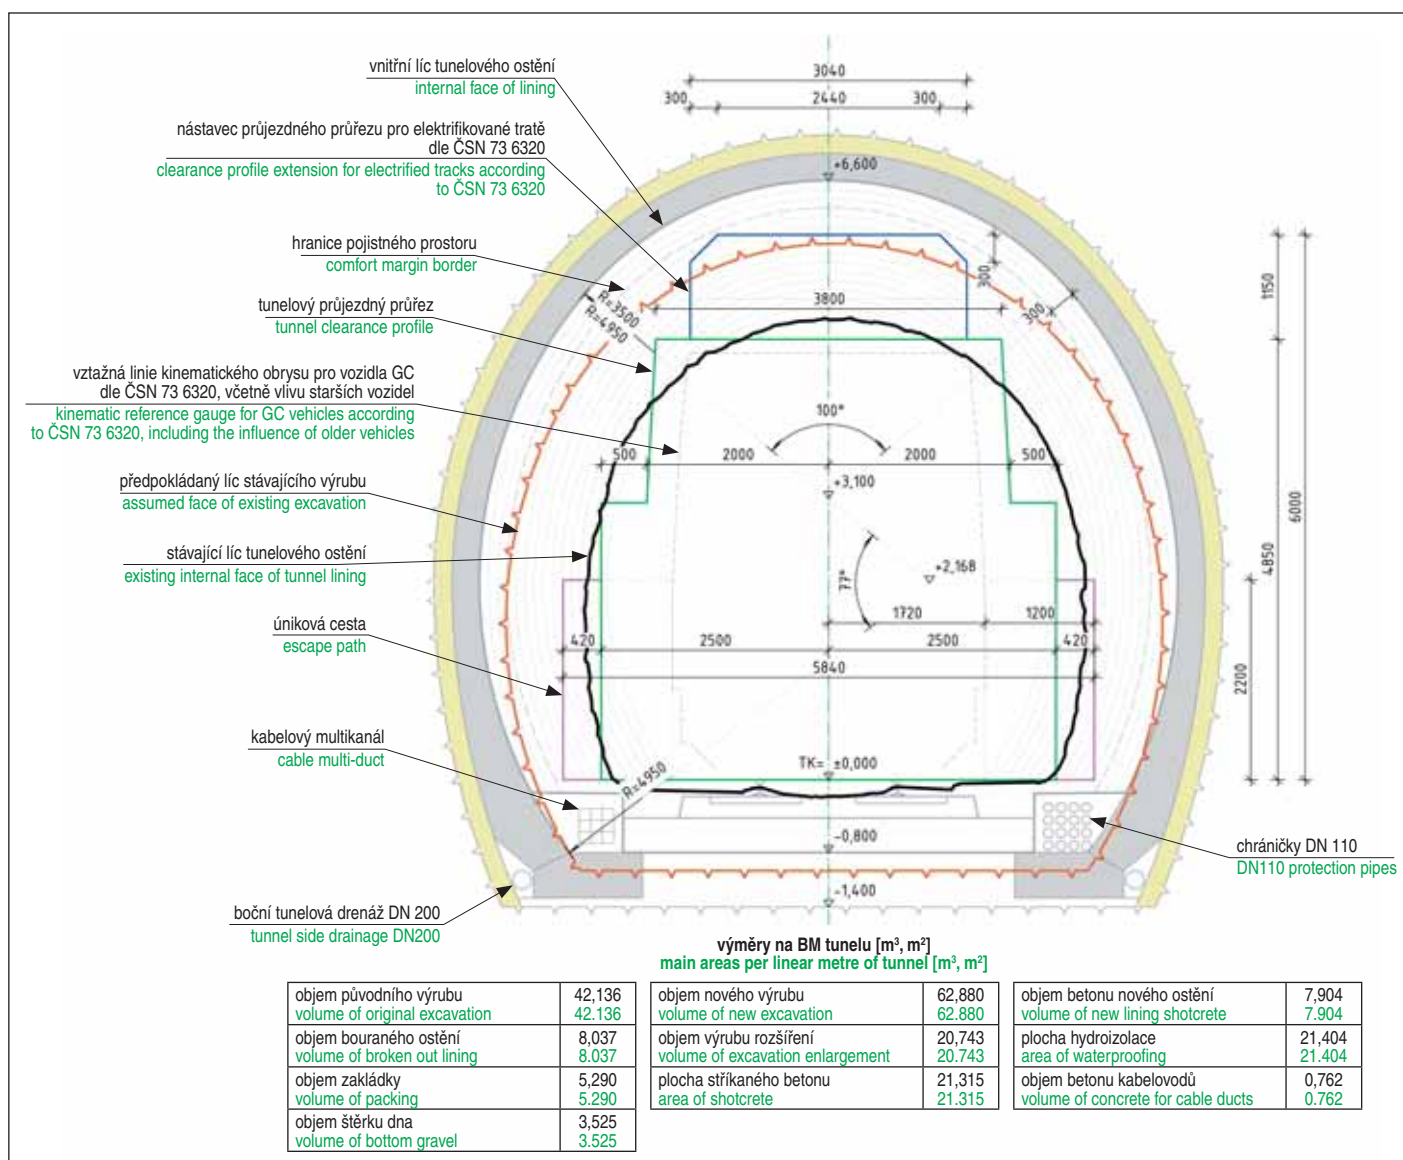 vnitřní líc tunelového ostění
internal face of lining
nástavec průjezdného průřezu pro elektrifikované tratě
dle ČSN 73 6320
clearance profile extension for electrified tracks according
to ČSN 73 6320
hranice pojistného prostoru
comfort margin border
tunelový průjezdný průřez
tunnel clearance profile
vztažná linie kinematického obrysu pro vozidla GC
dle ČSN 73 6320, včetně vlivu starších vozidel
kinematic reference gauge for GC vehicles according
to ČSN 73 6320, including the influence of older vehicles
předpokládaný líc stávajícího výrubu
assumed face of existing excavation
stávající líc tunelového ostění
existing internal face of tunnel lining
úniková cesta
escape path
kabelový multikanál
cable multi-duct
boční tunelová drenáž DN 200
tunnel side drainage DN200
chráničky DN 110
DN110 protection pipes
3040
300 2440 300
+6,600
300
1150
R=3500
R=4950
3800
300
100°
500 2000 2000 500
+3,100
6000
4850
77°
+2,168
1720 1200
420 2500 2500 420
5840
2200
TK= ±0,000
R=4950
-0,800
-1,400
výměry na BM tunelu [m³, m²]
main areas per linear metre of tunnel [m³, m²]
objem původního výrubu 42,136
volume of original excavation 42.136
objem bouraného ostění 8,037
volume of broken out lining 8.037
objem zakládky 5,290
volume of packing 5.290
objem štěrku dna 3,525
volume of bottom gravel 3.525
objem nového výrubu 62,880
volume of new excavation 62.880
objem výrubu rozšíření 20,743
volume of excavation enlargement 20.743
plocha stříkaného betonu 21,315
area of shotcrete 21.315
objem betonu nového ostění 7,904
volume of new lining shotcrete 7.904
plocha hydroizolace 21,404
area of waterproofing 21.404
objem betonu kabelovodů 0,762
volume of concrete for cable ducts 0.762